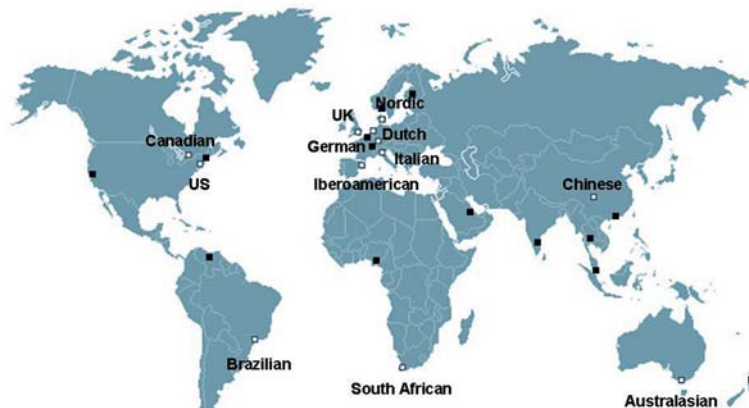 Nordic
UK
Canadian
Dutch
German
Italian
US
Iberoamerican
Chinese
Brazilian
South African
Australasian